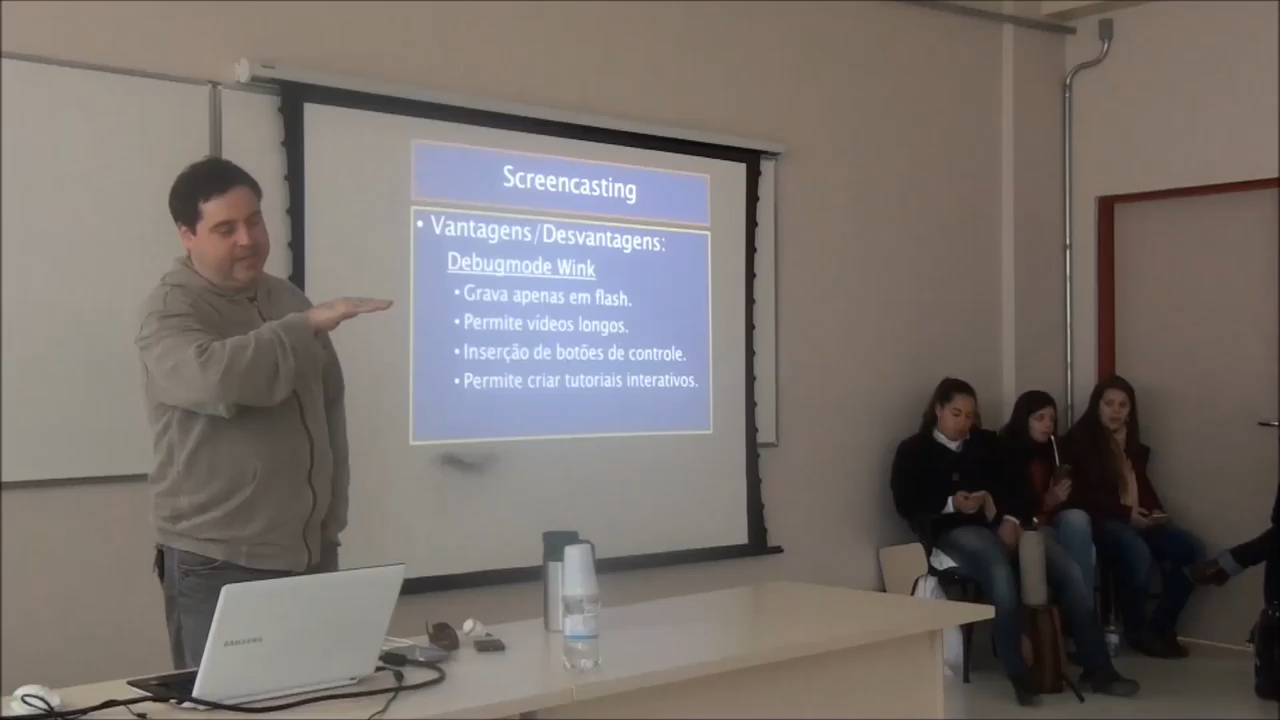 Screencasting
• Vantagens/Desvantagens:
Debugmode Wink
• Grava apenas em flash.
• Permite vídeos longos.
• Inserção de botões de controle.
• Permite criar tutoriais interativos.
SAMSUNG